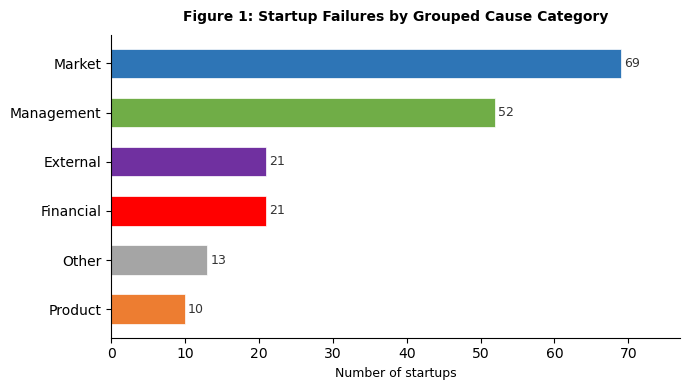 Figure 1: Startup Failures by Grouped Cause Category
Market
69
Management
52
External
21
Financial
21
Other
13
Product
10
0 10 20 30 40 50 60 70
Number of startups